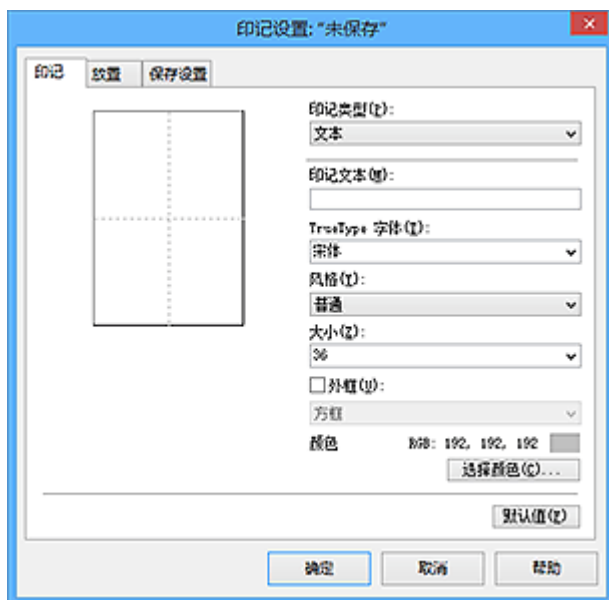 印记设置: "未保存"
印记 放置 保存设置
印记类型(P):
文本
印记文本(M):
TrueType 字体(T):
宋体
风格(Y):
普通
大小(Z):
36
外框(U):
方框
颜色 RGB: 192, 192, 192
选择颜色(C)...
默认值(F)
确定 取消 帮助